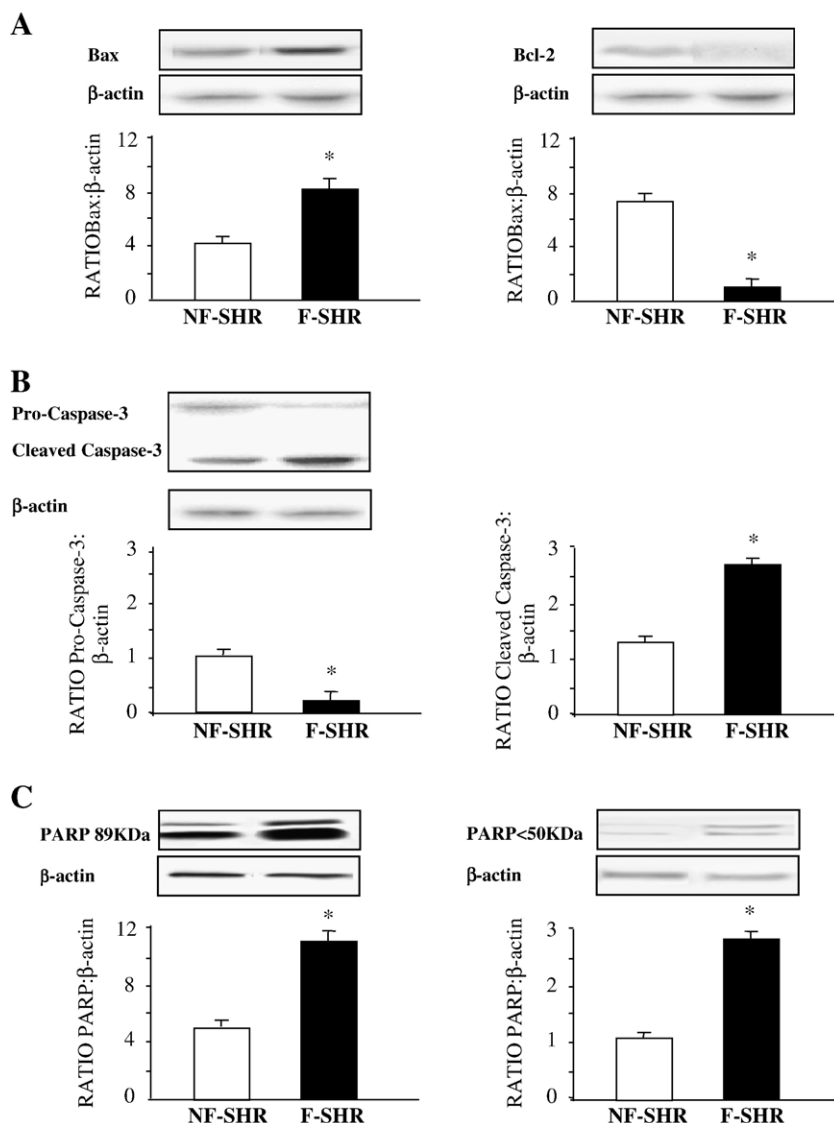 A
Bax
β-actin
RATIOBax:β-actin
12
8
4
0
*
NF-SHR F-SHR
Bcl-2
β-actin
RATIOBax:β-actin
12
8
4
0
*
NF-SHR F-SHR
B
Pro-Caspase-3
Cleaved Caspase-3
β-actin
RATIO Pro-Caspase-3:
β-actin
3
2
1
0
*
NF-SHR F-SHR
RATIO Cleaved Caspase-3:
β-actin
3
2
1
0
*
NF-SHR F-SHR
C
PARP 89KDa
β-actin
RATIO PARP:β-actin
12
8
4
0
*
NF-SHR F-SHR
PARP<50KDa
β-actin
RATIO PARP:β-actin
3
2
1
0
*
NF-SHR F-SHR